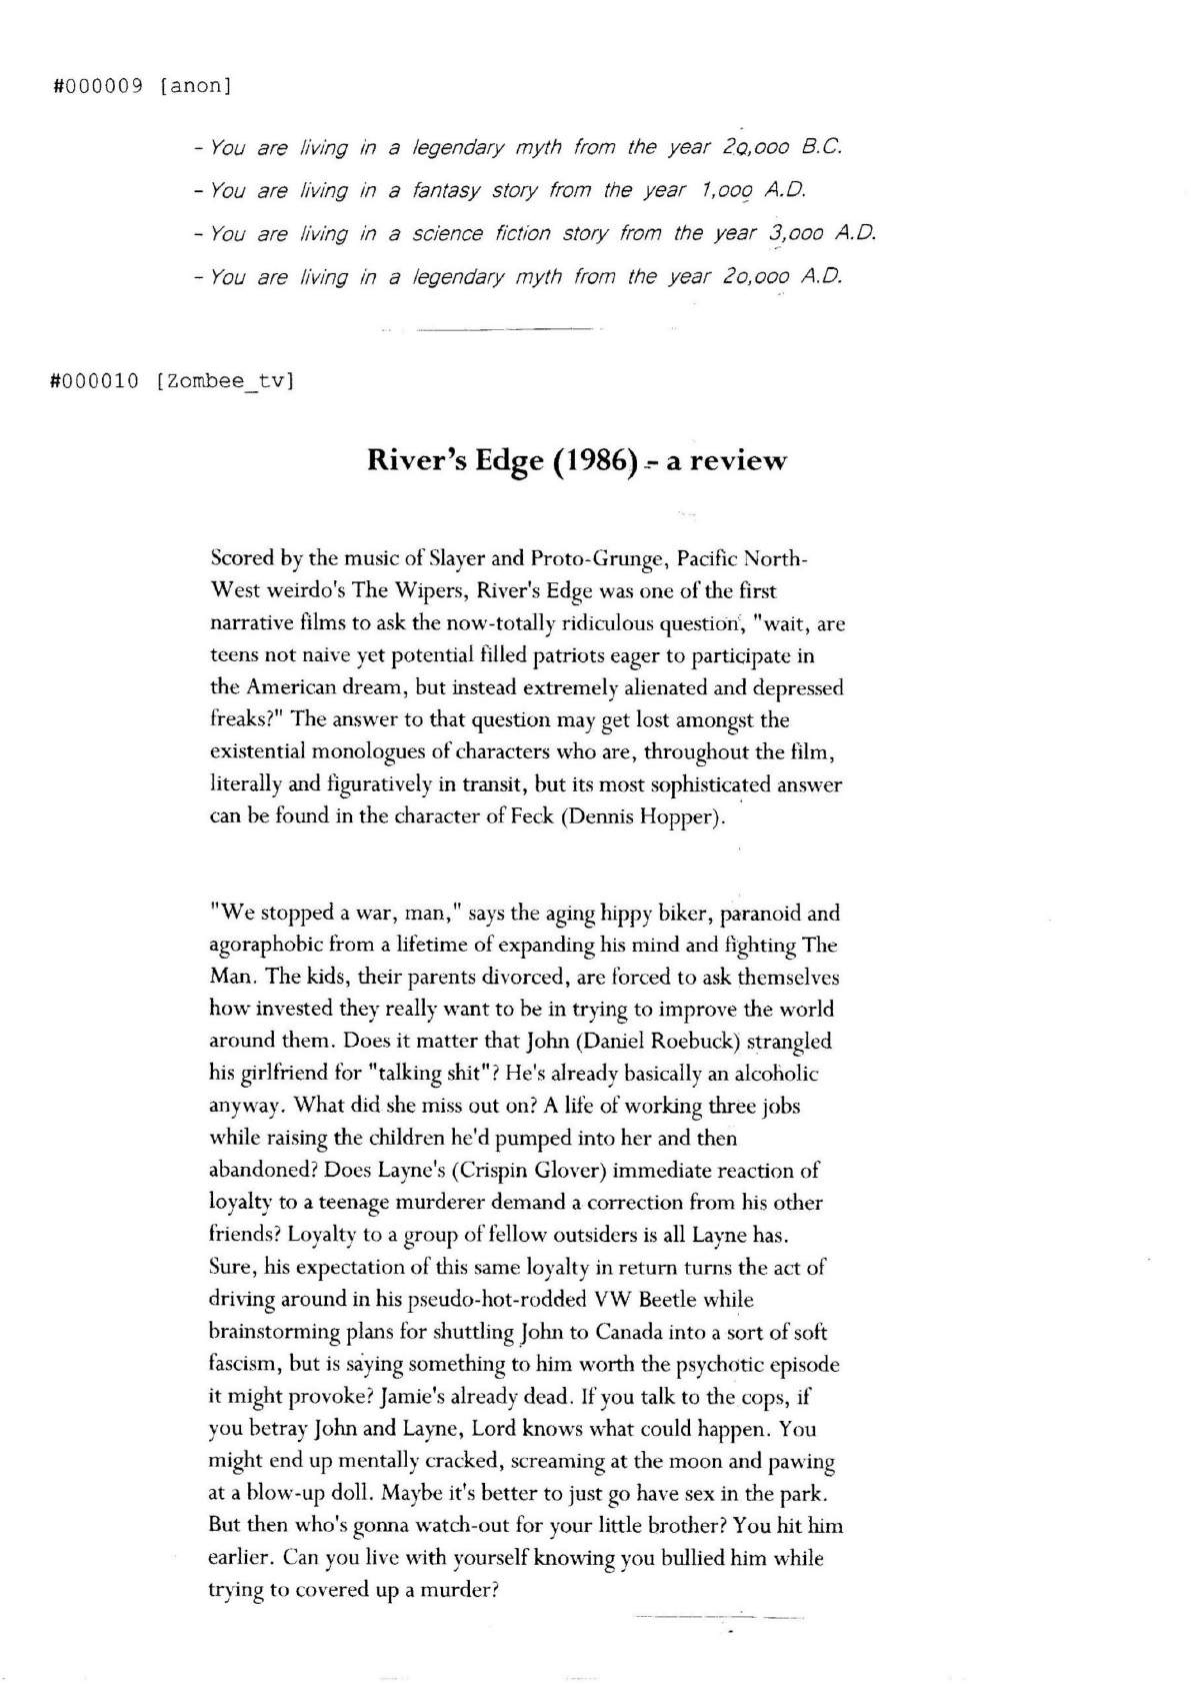 #000009 [anon]
- You are living in a legendary myth from the year 20,000 B.C.
- You are living in a fantasy story from the year 1,000 A.D.
- You are living in a science fiction story from the year 3,000 A.D.
- You are living in a legendary myth from the year 20,000 A.D.
#000010 [Zombee_tv]
River's Edge (1986) - a review
Scored by the music of Slayer and Proto-Grunge, Pacific North-
West weirdo's The Wipers, River's Edge was one of the first
narrative films to ask the now-totally ridiculous question, "wait, are
teens not naive yet potential filled patriots eager to participate in
the American dream, but instead extremely alienated and depressed
freaks?" The answer to that question may get lost amongst the
existential monologues of characters who are, throughout the film,
literally and figuratively in transit, but its most sophisticated answer
can be found in the character of Feck (Dennis Hopper).
"We stopped a war, man," says the aging hippy biker, paranoid and
agoraphobic from a lifetime of expanding his mind and fighting The
Man. The kids, their parents divorced, are forced to ask themselves
how invested they really want to be in trying to improve the world
around them. Does it matter that John (Daniel Roebuck) strangled
his girlfriend for "talking shit"? He's already basically an alcoholic
anyway. What did she miss out on? A life of working three jobs
while raising the children he'd pumped into her and then
abandoned? Does Layne's (Crispin Glover) immediate reaction of
loyalty to a teenage murderer demand a correction from his other
friends? Loyalty to a group of fellow outsiders is all Layne has.
Sure, his expectation of this same loyalty in return turns the act of
driving around in his pseudo-hot-rodded VW Beetle while
brainstorming plans for shuttling John to Canada into a sort of soft
fascism, but is saying something to him worth the psychotic episode
it might provoke? Jamie's already dead. If you talk to the cops, if
you betray John and Layne, Lord knows what could happen. You
might end up mentally cracked, screaming at the moon and pawing
at a blow-up doll. Maybe it's better to just go have sex in the park.
But then who's gonna watch-out for your little brother? You hit him
earlier. Can you live with yourself knowing you bullied him while
trying to covered up a murder?